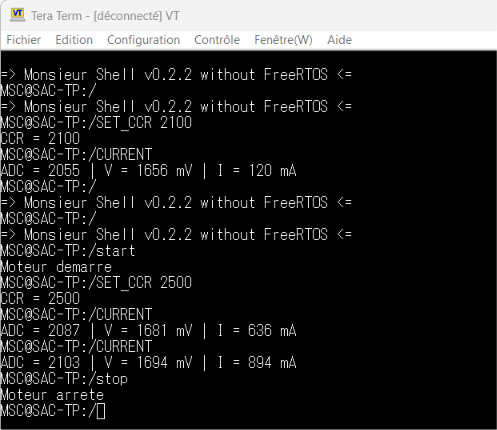 VT
Tera Term - [déconnecté] VT
Fichier Edition Configuration Contrôle Fenêtre(W) Aide
=> Monsieur Shell v0.2.2 without FreeRTOS <=
MSC@SAC-TP:/
=> Monsieur Shell v0.2.2 without FreeRTOS <=
MSC@SAC-TP:/SET_CCR 2100
CCR = 2100
MSC@SAC-TP:/CURRENT
ADC = 2055 | V = 1656 mV | I = 120 mA
MSC@SAC-TP:/
=> Monsieur Shell v0.2.2 without FreeRTOS <=
MSC@SAC-TP:/
=> Monsieur Shell v0.2.2 without FreeRTOS <=
MSC@SAC-TP:/start
Moteur demarre
MSC@SAC-TP:/SET_CCR 2500
CCR = 2500
MSC@SAC-TP:/CURRENT
ADC = 2087 | V = 1681 mV | I = 636 mA
MSC@SAC-TP:/CURRENT
ADC = 2103 | V = 1694 mV | I = 894 mA
MSC@SAC-TP:/stop
Moteur arrete
MSC@SAC-TP:/